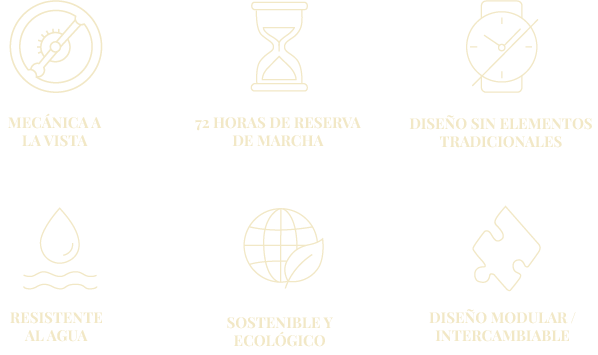 MECÁNICA A
LA VISTA
72 HORAS DE RESERVA
DE MARCHA
DISEÑO SIN ELEMENTOS
TRADICIONALES
RESISTENTE
AL AGUA
SOSTENIBLE Y
ECOLÓGICO
DISEÑO MODULAR /
INTERCAMBIABLE